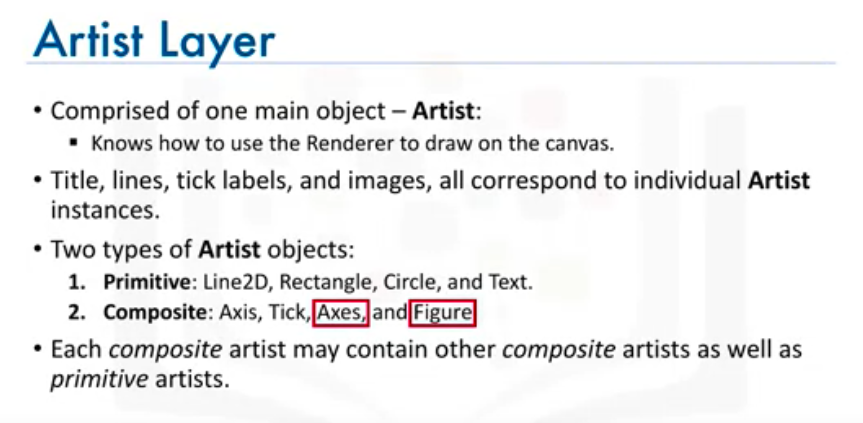 Artist Layer
• Comprised of one main object – Artist:
▪ Knows how to use the Renderer to draw on the canvas.
• Title, lines, tick labels, and images, all correspond to individual Artist
instances.
• Two types of Artist objects:
1. Primitive: Line2D, Rectangle, Circle, and Text.
2. Composite: Axis, Tick, Axes, and Figure
• Each composite artist may contain other composite artists as well as
primitive artists.